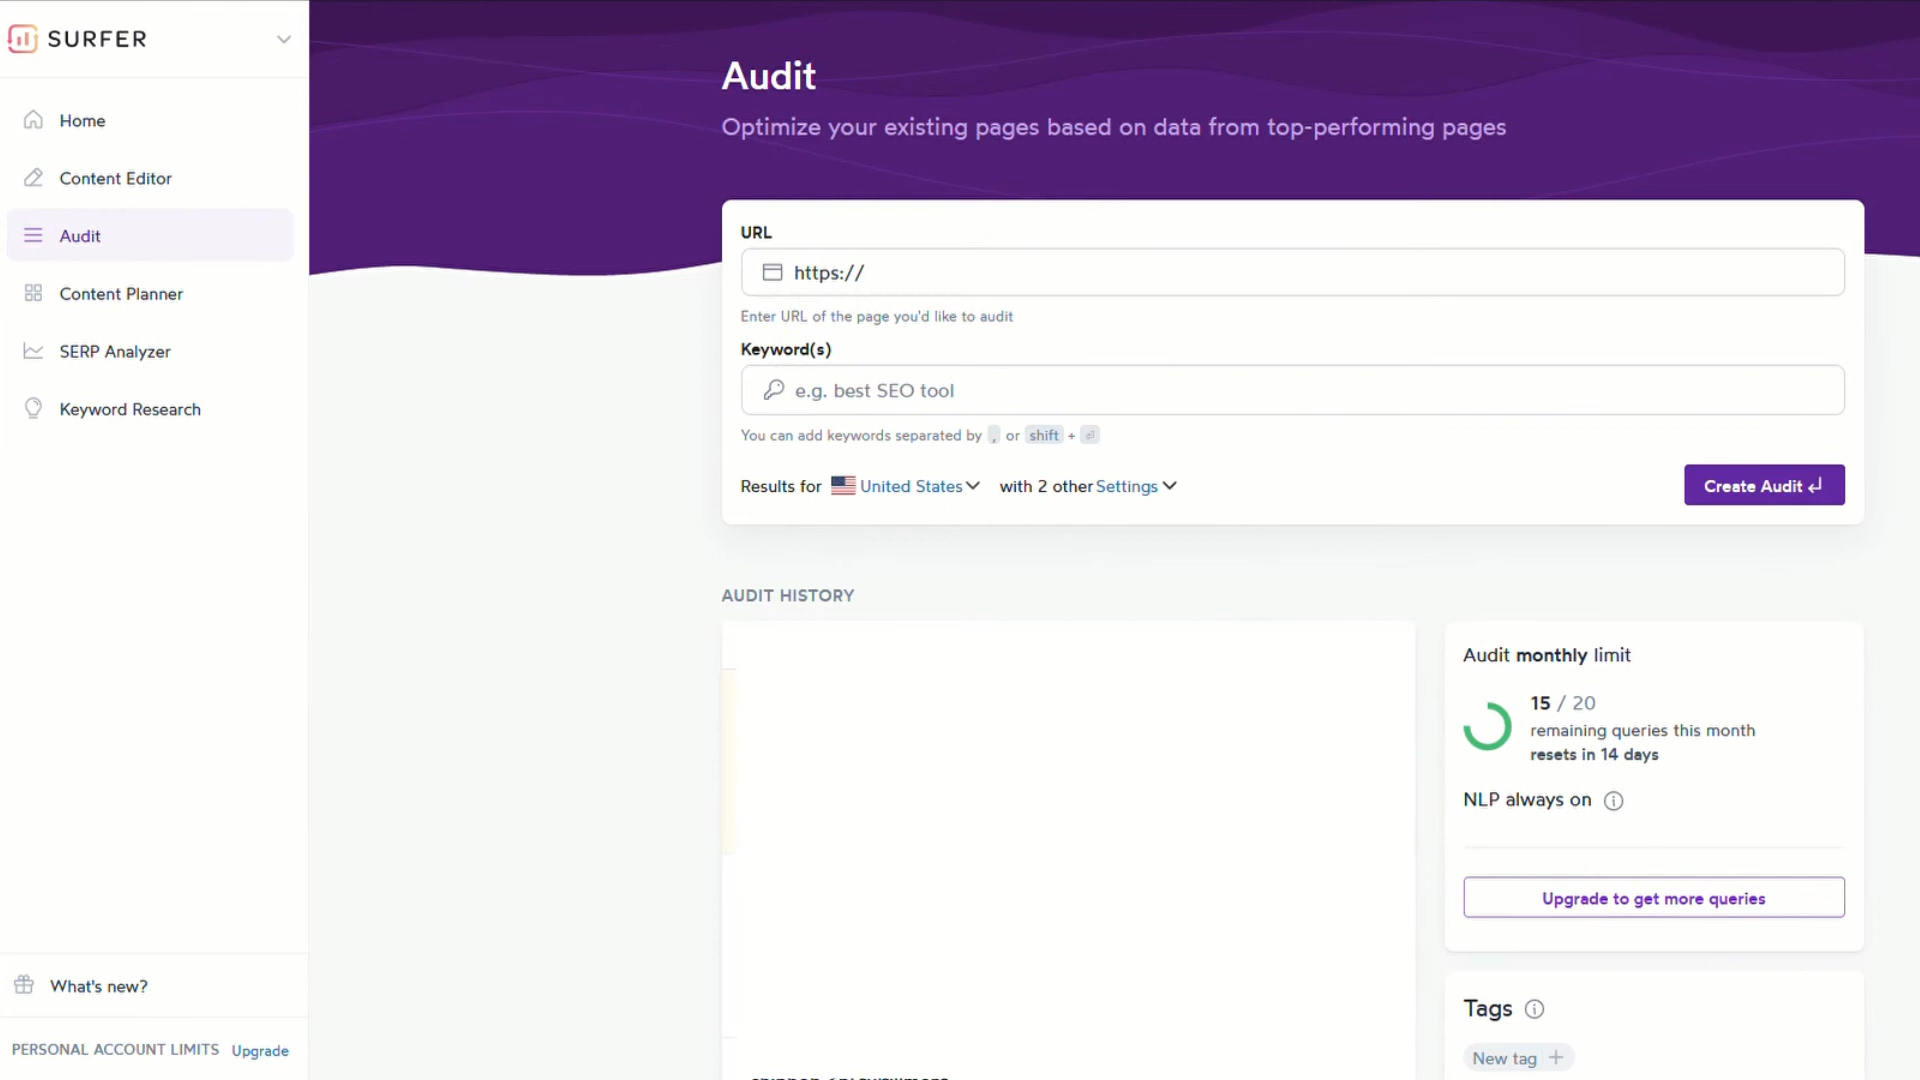 SURFER
Home
Content Editor
Audit
Content Planner
SERP Analyzer
Keyword Research
What's new?
PERSONAL ACCOUNT LIMITS Upgrade
Audit
Optimize your existing pages based on data from top-performing pages
URL
https://
Enter URL of the page you'd like to audit
Keyword(s)
e.g. best SEO tool
You can add keywords separated by , or shift + ⏎
Results for United States with 2 other Settings
Create Audit ↵
AUDIT HISTORY
Audit monthly limit
15 / 20
remaining queries this month
resets in 14 days
NLP always on
Upgrade to get more queries
Tags
New tag +